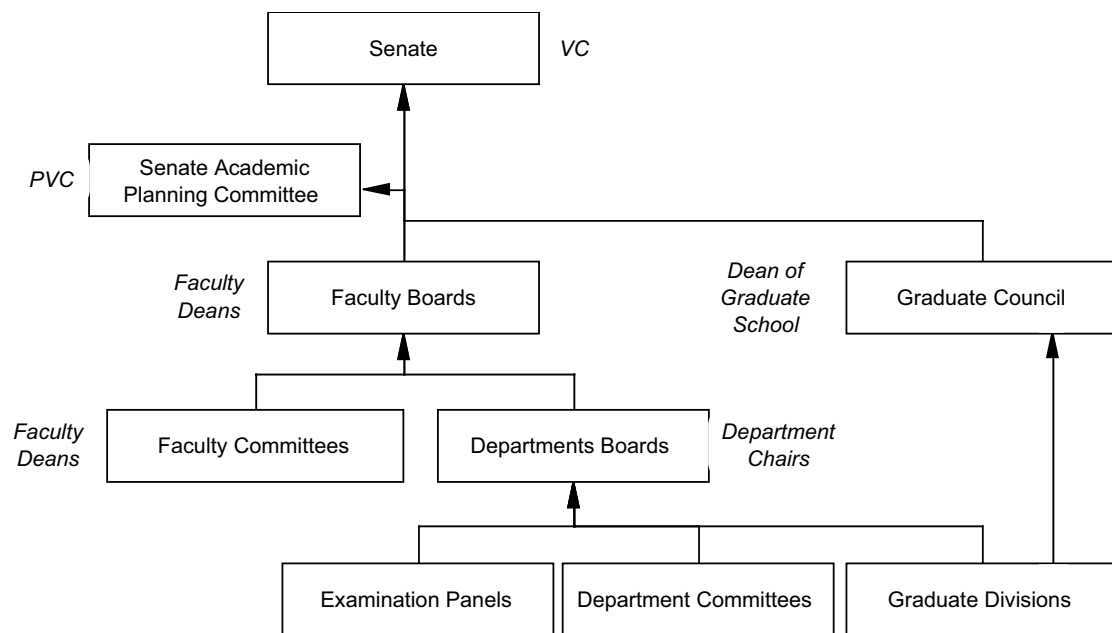 Senate
VC
PVC
Senate Academic
Planning Committee
Faculty
Deans
Faculty Boards
Dean of
Graduate
School
Graduate Council
Faculty
Deans
Faculty Committees
Departments Boards
Department
Chairs
Examination Panels
Department Committees
Graduate Divisions